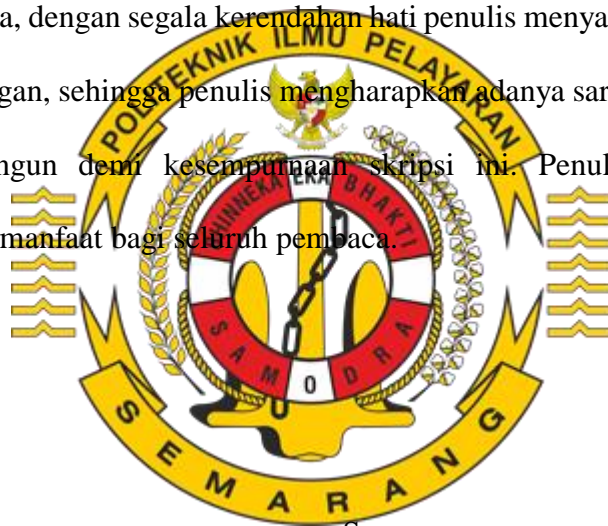 a, dengan segala kerendahan hati penulis menya
gan, sehingga penulis mengharapkan adanya sar
ngun demi kesempurnaan skripsi ini. Penul
manfaat bagi seluruh pembaca.
POLITEKNIK ILMU PELAYARAN
BHINNEKA EKA BHAKTI
SAMODRA
SEMARANG